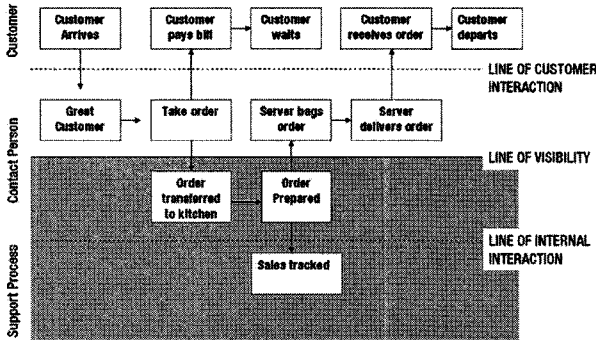 Customer
Customer
Arrives
Customer
pays bill
Customer
waits
Customer
receives order
Customer
departs
LINE OF CUSTOMER
INTERACTION
Contact Person
Great
Customer
Take order
Server bags
order
Server
delivers order
LINE OF VISIBILITY
Order
transferred
to kitchen
Order
Prepared
LINE OF INTERNAL
INTERACTION
Support Process
Sales tracked